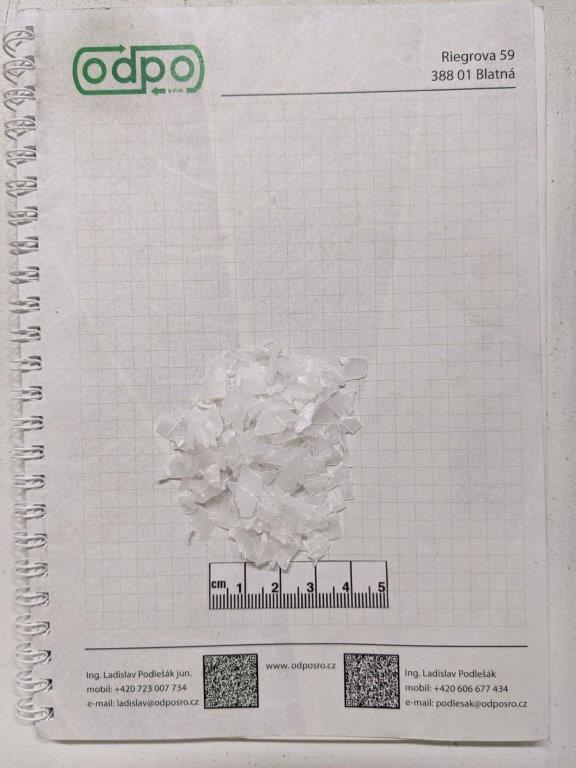 odpo
s.r.o.
Riegrova 59
388 01 Blatná
cm 1 2 3 4 5
Ing. Ladislav Podlešák jun.
mobil: +420 723 007 734
e-mail: ladislav@odposro.cz
www. odposro.cz
Ing. Ladislav Podlešák
mobil: +420 606 677 434
e-mail: podlesak@odposro.cz